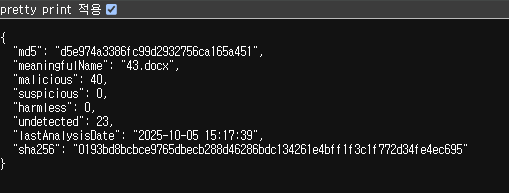 pretty print 적용
{
"md5": "d5e974a3386fc99d2932756ca165a451",
"meaningfulName": "43.docx",
"malicious": 40,
"suspicious": 0,
"harmless": 0,
"undetected": 23,
"lastAnalysisDate": "2025-10-05 15:17:39",
"sha256": "0193bd8bcbce9765dbecb288d46286bdc134261e4bff1f3c1f772d34fe4ec695"
}